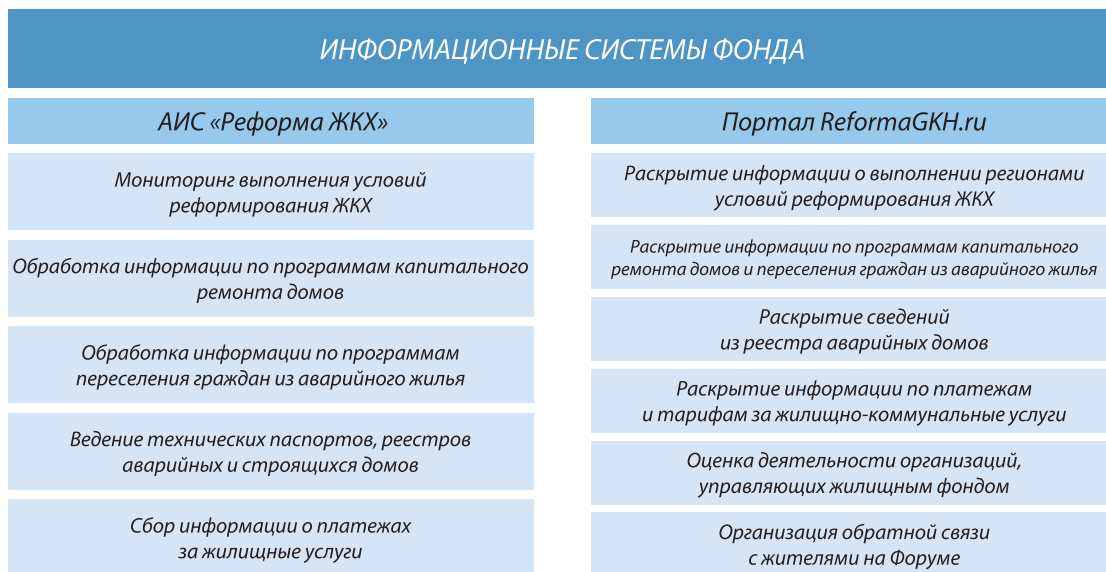 ИНФОРМАЦИОННЫЕ СИСТЕМЫ ФОНДА
АИС «Реформа ЖКХ»
Мониторинг выполнения условий
реформирования ЖКХ
Обработка информации по программам капитального
ремонта домов
Обработка информации по программам
переселения граждан из аварийного жилья
Ведение технических паспортов, реестров
аварийных и строящихся домов
Сбор информации о платежах
за жилищные услуги
Портал ReformaGKH.ru
Раскрытие информации о выполнении регионами
условий реформирования ЖКХ
Раскрытие информации по программам капитального
ремонта домов и переселения граждан из аварийного жилья
Раскрытие сведений
из реестра аварийных домов
Раскрытие информации по платежам
и тарифам за жилищно-коммунальные услуги
Оценка деятельности организаций,
управляющих жилищным фондом
Организация обратной связи
с жителями на Форуме